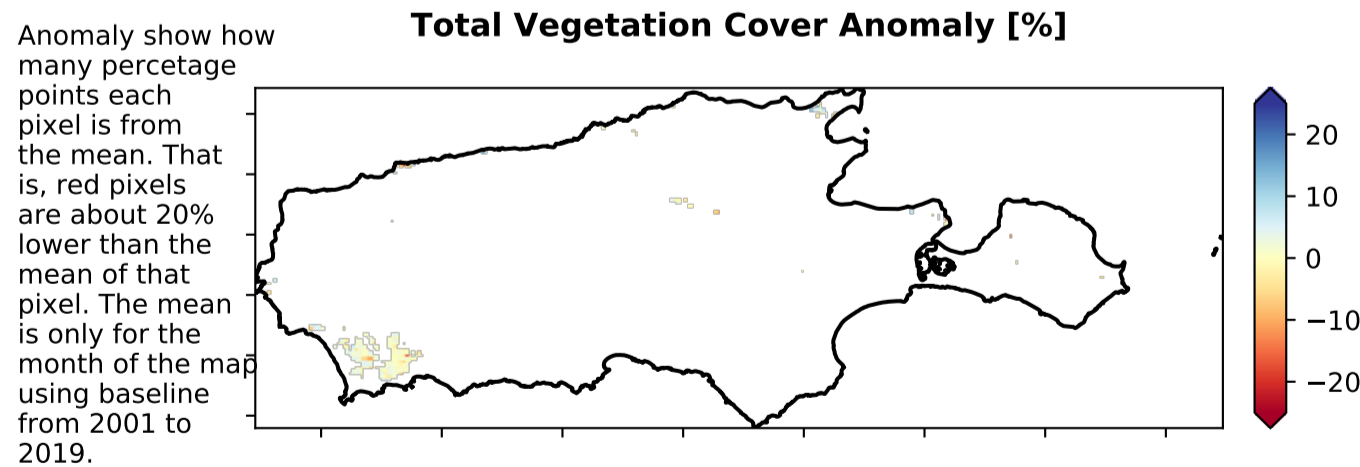 Total Vegetation Cover Anomaly [%]
Anomaly show how
many percetage
points each
pixel is from
the mean. That
is, red pixels
are about 20%
lower than the
mean of that
pixel. The mean
is only for the
month of the map
using baseline
from 2001 to
2019.
20
10
0
−10
−20